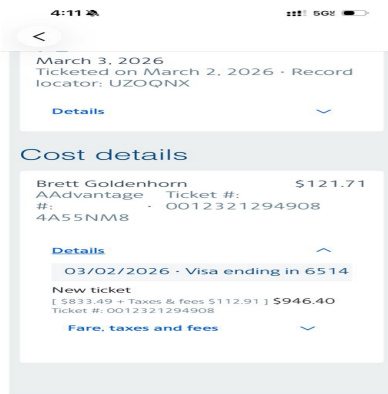 4:11
5G
March 3, 2026
Ticketed on March 2, 2026 · Record
locator: UZOQNX
Details
Cost details
Brett Goldenhorn $121.71
AAdvantage Ticket #:
#: · 0012321294908
4A55NM8
Details
03/02/2026 · Visa ending in 6514
New ticket
[ $833.49 + Taxes & fees $112.91 ] $946.40
Ticket #: 0012321294908
Fare, taxes and fees